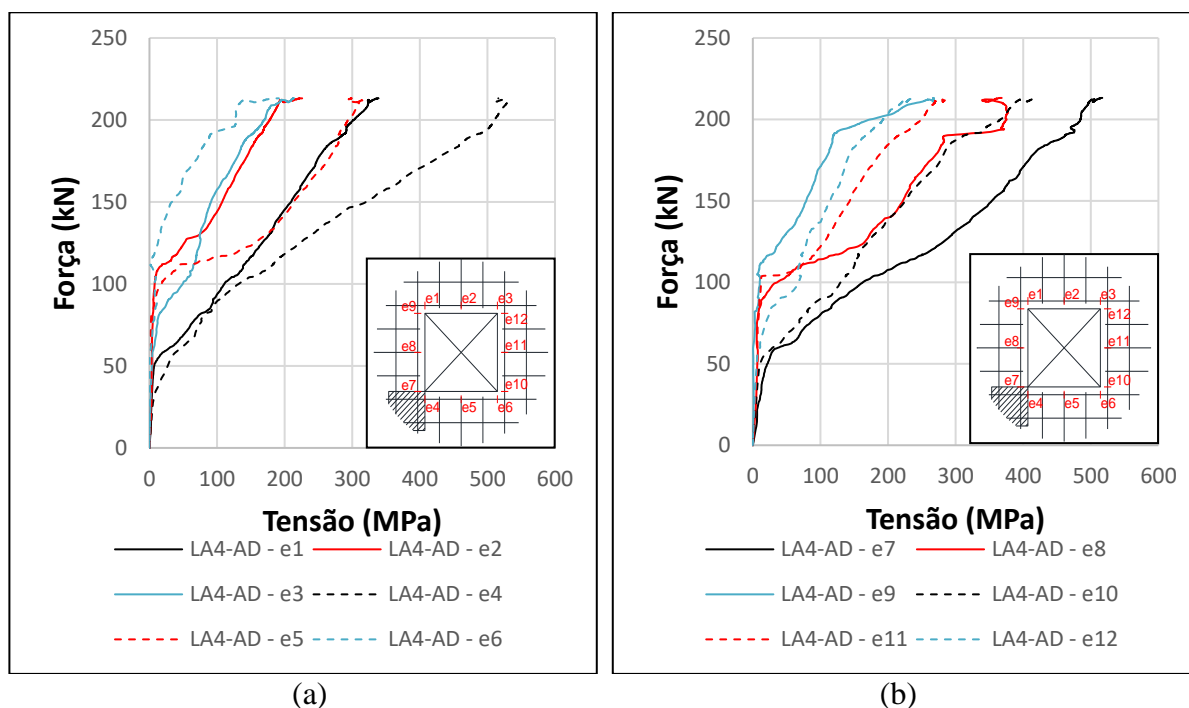 250
200
150
100
50
0
Força (kN)
0 100 200 300 400 500 600
Tensão (MPa)
e1 e2 e3
e9 e12
e8 e11
e7 e10
e4 e5 e6
LA4-AD - e1 LA4-AD - e2
LA4-AD - e3 LA4-AD - e4
LA4-AD - e5 LA4-AD - e6
(a)
250
200
150
100
50
0
Força (kN)
0 100 200 300 400 500 600
Tensão (MPa)
e1 e2 e3
e9 e12
e8 e11
e7 e10
e4 e5 e6
LA4-AD - e7 LA4-AD - e8
LA4-AD - e9 LA4-AD - e10
LA4-AD - e11 LA4-AD - e12
(b)